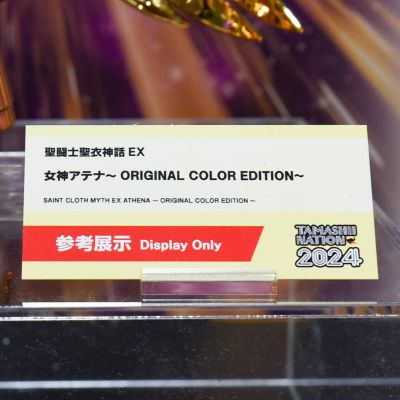 聖闘士聖衣神話 EX
女神アテナ～ ORIGINAL COLOR EDITION～
SAINT CLOTH MYTH EX ATHENA ～ ORIGINAL COLOR EDITION ～
参考展示 Display Only
TAMASHII
NATION
2024